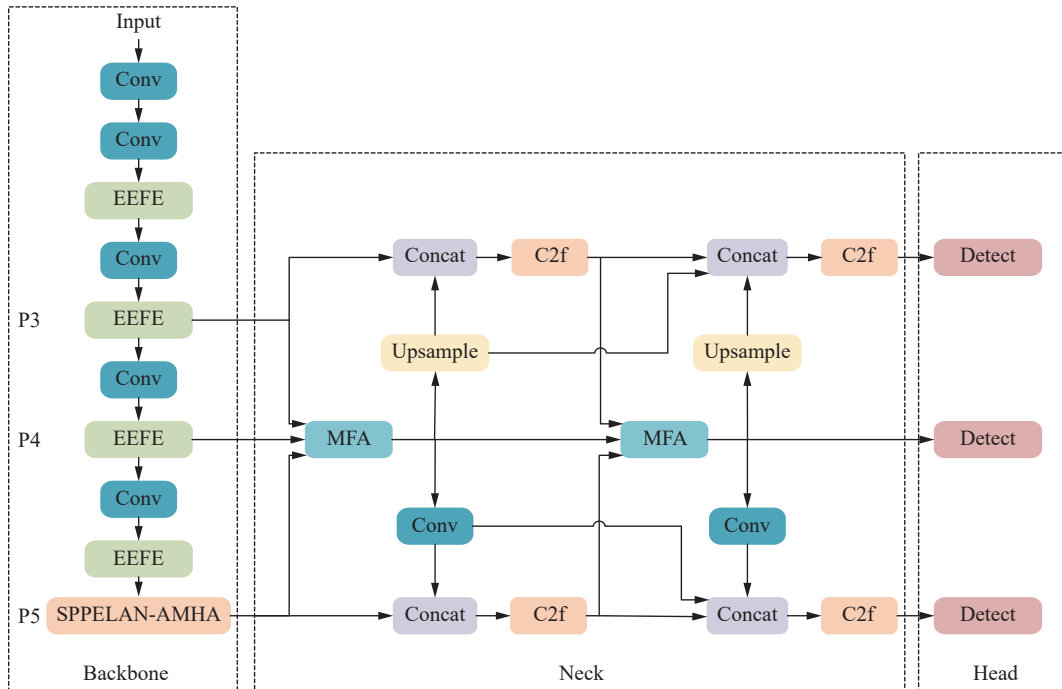 Input
Conv
Conv
EEFE
Conv
P3
EEFE
Conv
P4
EEFE
Conv
EEFE
P5
SPPELAN-AMHA
Backbone
Concat
C2f
Concat
C2f
Upsample
Upsample
MFA
MFA
Conv
Conv
Concat
C2f
Concat
C2f
Neck
Detect
Detect
Detect
Head